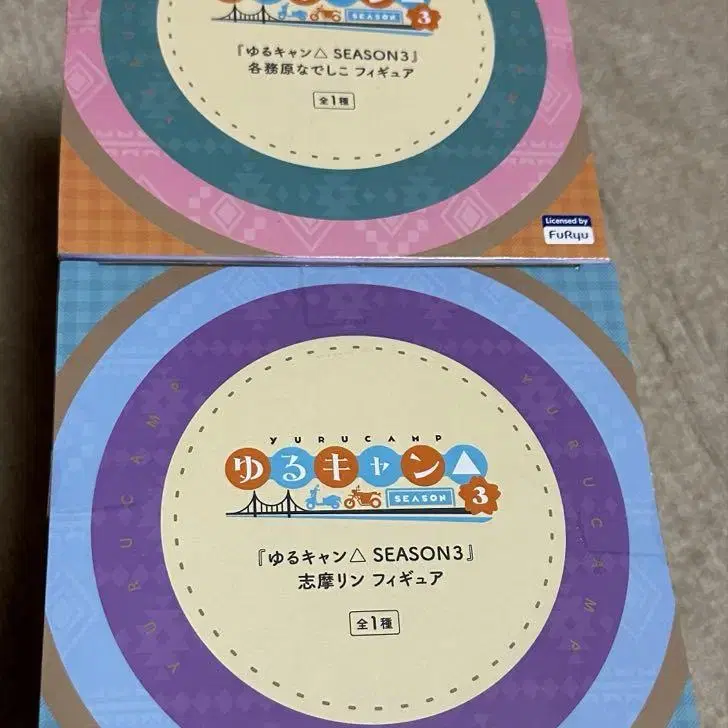 SEASON 3
『ゆるキャン△ SEASON3』
各務原なでしこ フィギュア
全1種
Licensed by
FuRyu
YURUCAMP
ゆるキャン△
SEASON 3
『ゆるキャン△ SEASON3』
志摩リン フィギュア
全1種
YURUCAMP
YURUCAMP